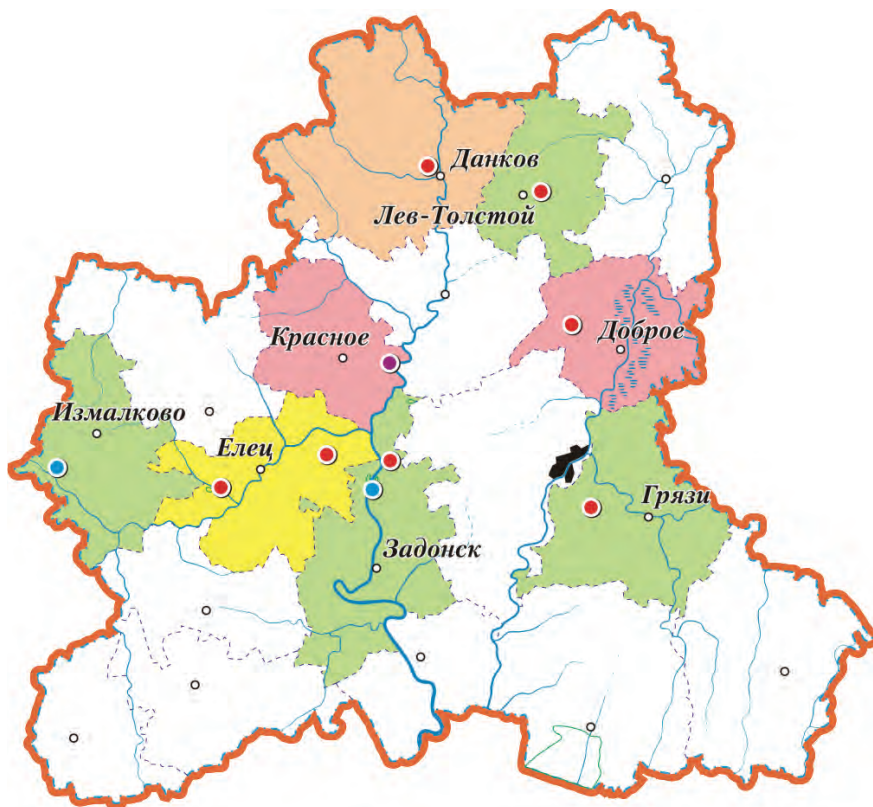 Данков
Лев-Толстой
Красное
Доброе
Измалково
Елец
Грязи
Задонск